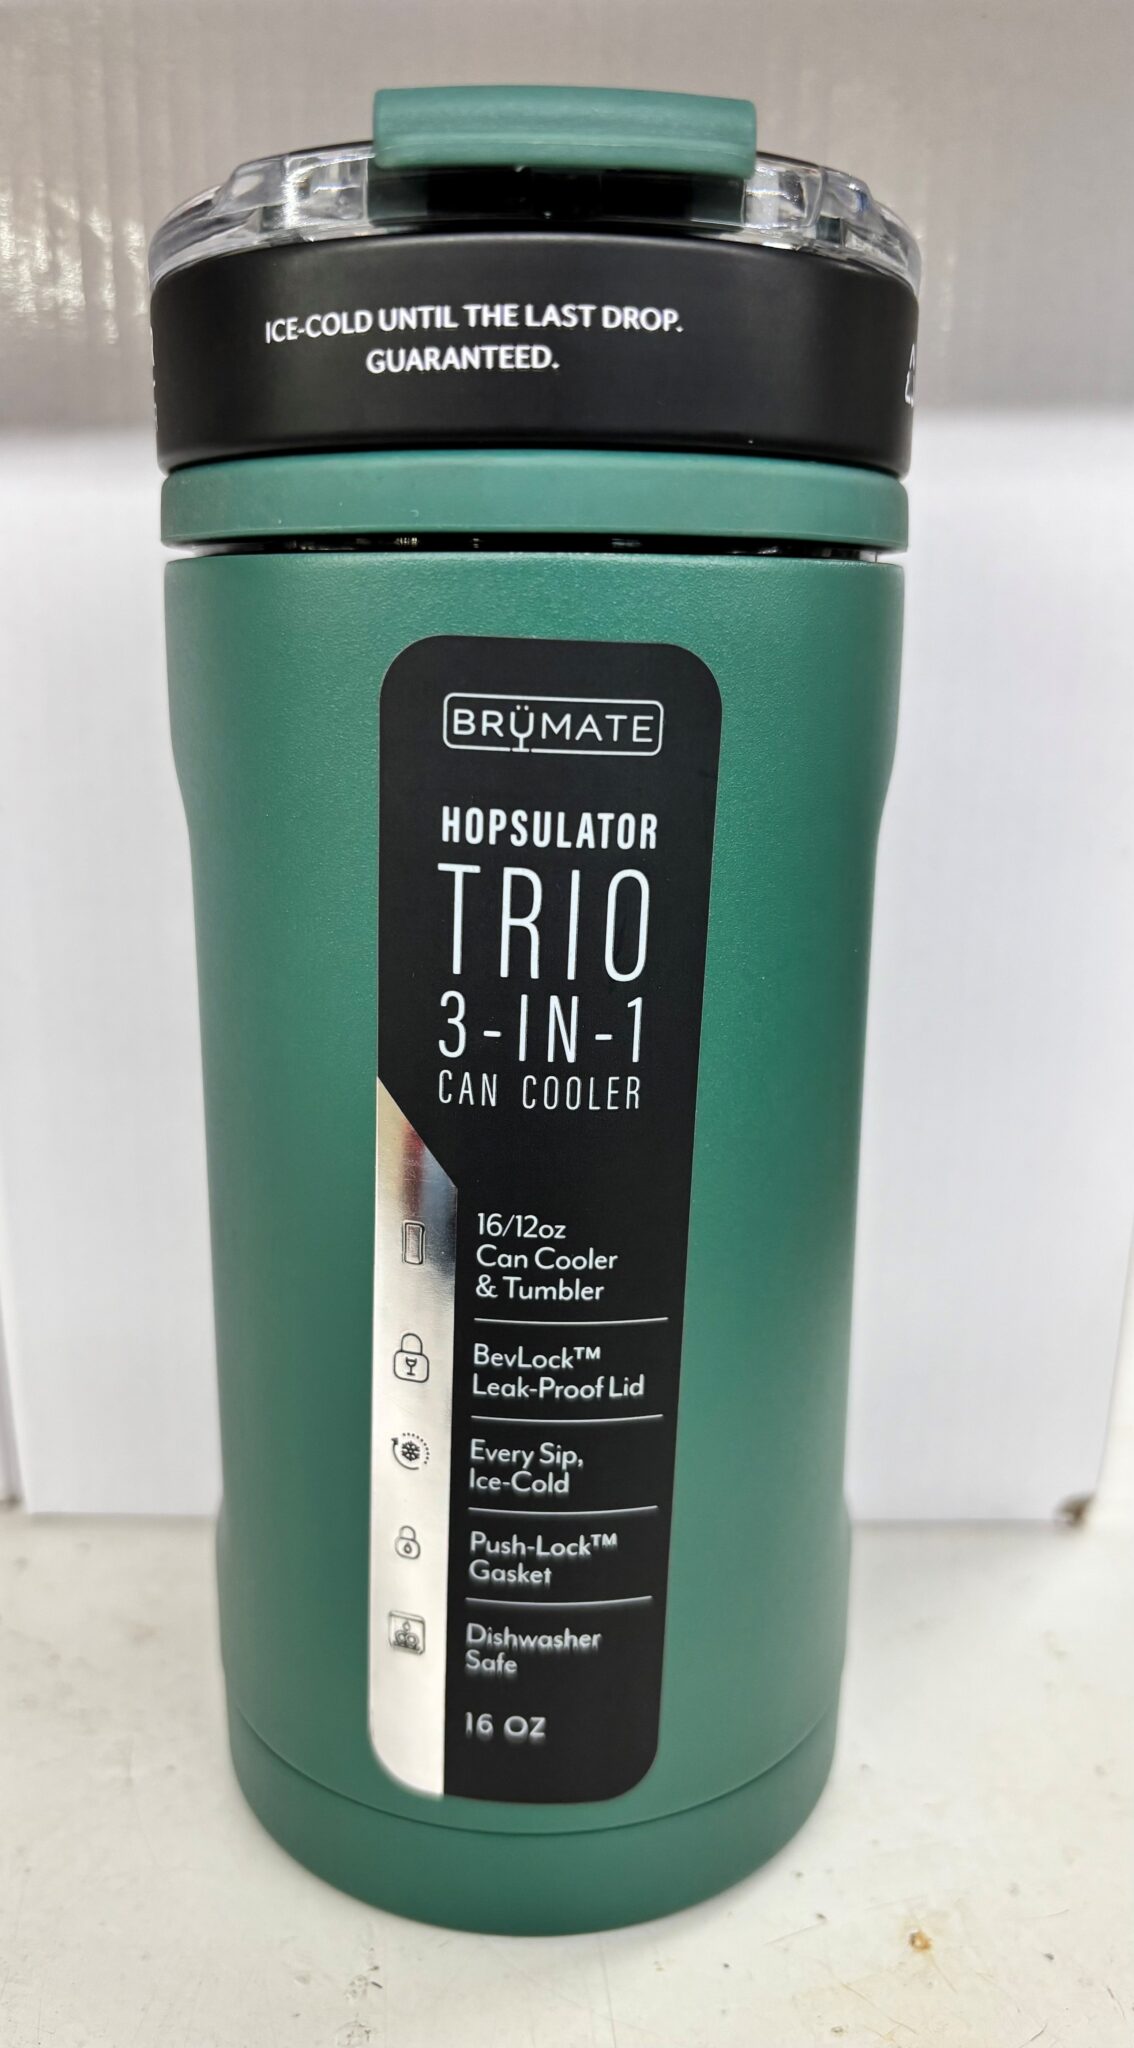 ICE-COLD UNTIL THE LAST DROP.
GUARANTEED.
BRÜMATE
HOPSULATOR
TRIO
3-IN-1
CAN COOLER
16/12oz
Can Cooler
& Tumbler
BevLock™
Leak-Proof Lid
Every Sip,
Ice-Cold
Push-Lock™
Gasket
Dishwasher
Safe
16 OZ